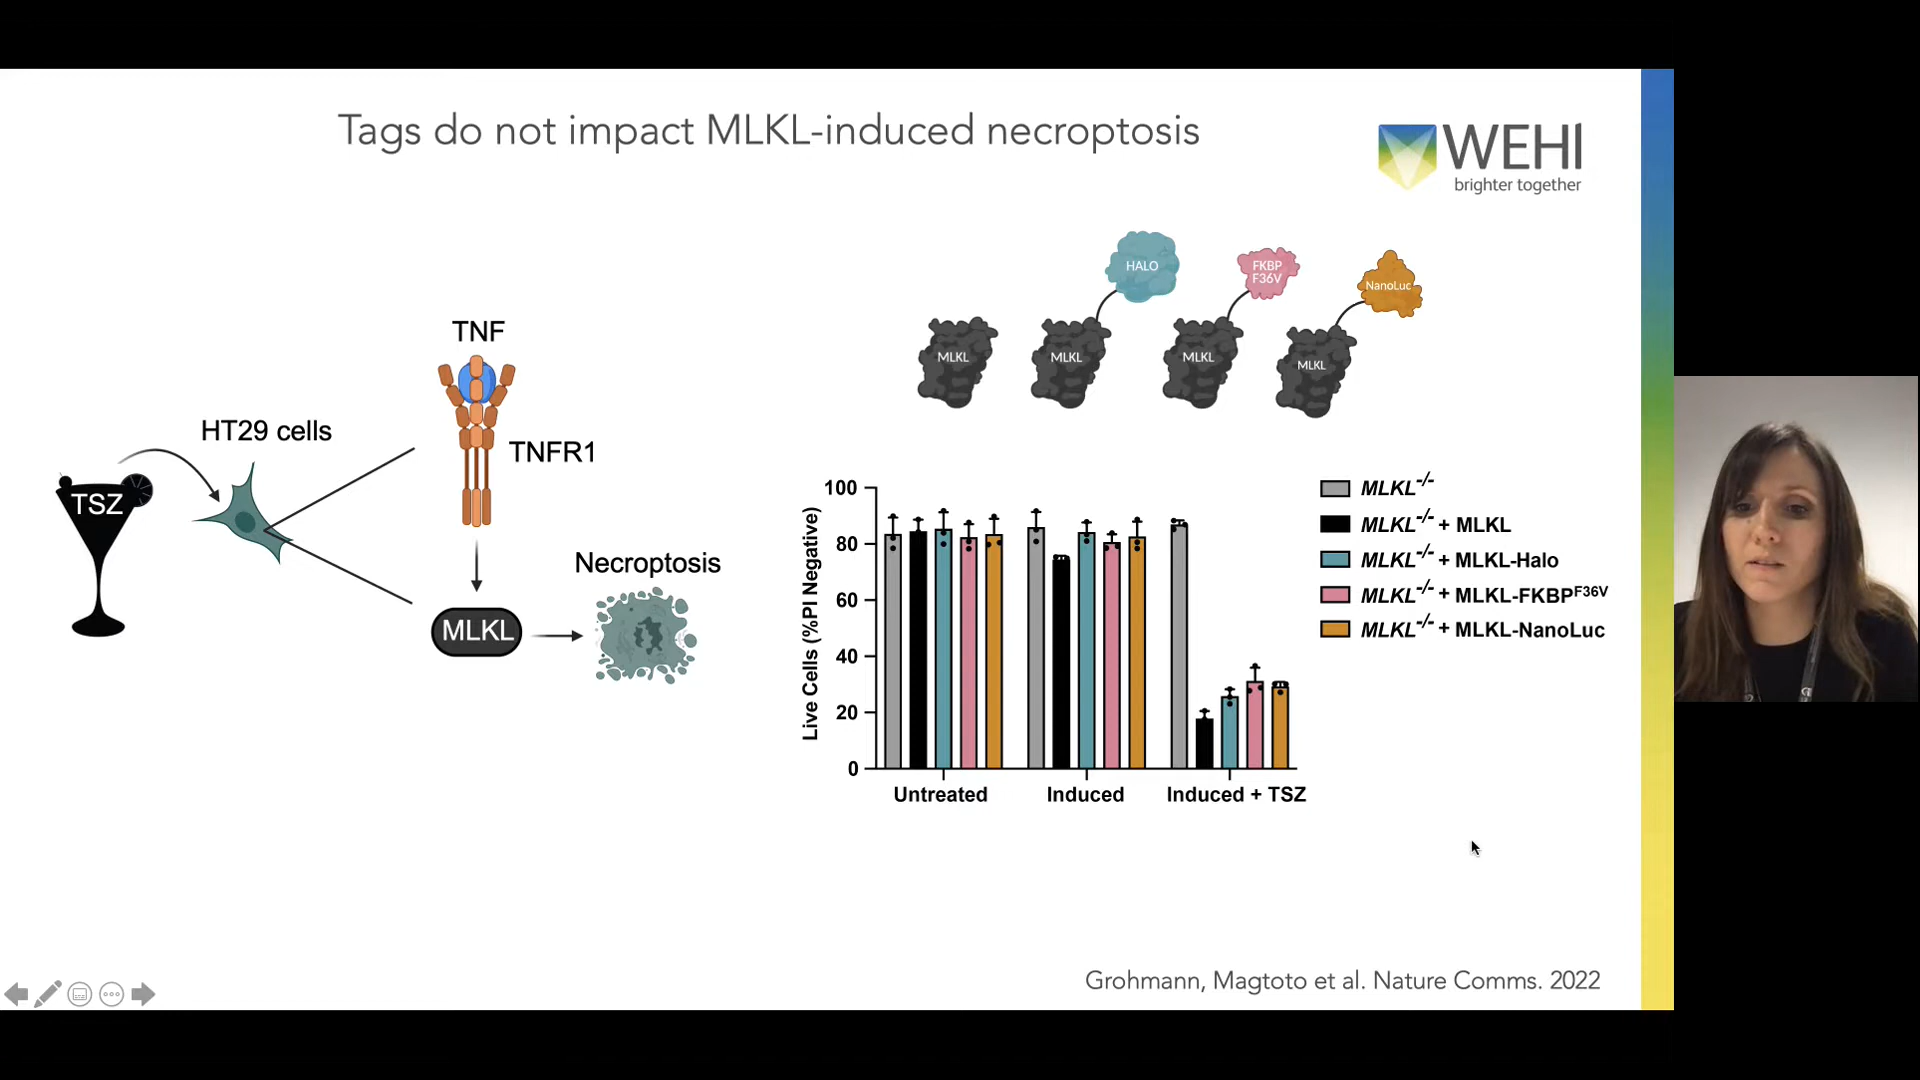 Tags do not impact MLKL-induced necroptosis
WEHI
brighter together
TSZ
HT29 cells
TNF
TNFR1
MLKL
Necroptosis
HALO
FKBP
F36V
NanoLuc
MLKL
MLKL
MLKL
MLKL
Live Cells (%PI Negative)
100
80
60
40
20
0
Untreated
Induced
Induced + TSZ
MLKL-/-
MLKL-/- + MLKL
MLKL-/- + MLKL-Halo
MLKL-/- + MLKL-FKBPF36V
MLKL-/- + MLKL-NanoLuc
Grohmann, Magtoto et al. Nature Comms. 2022